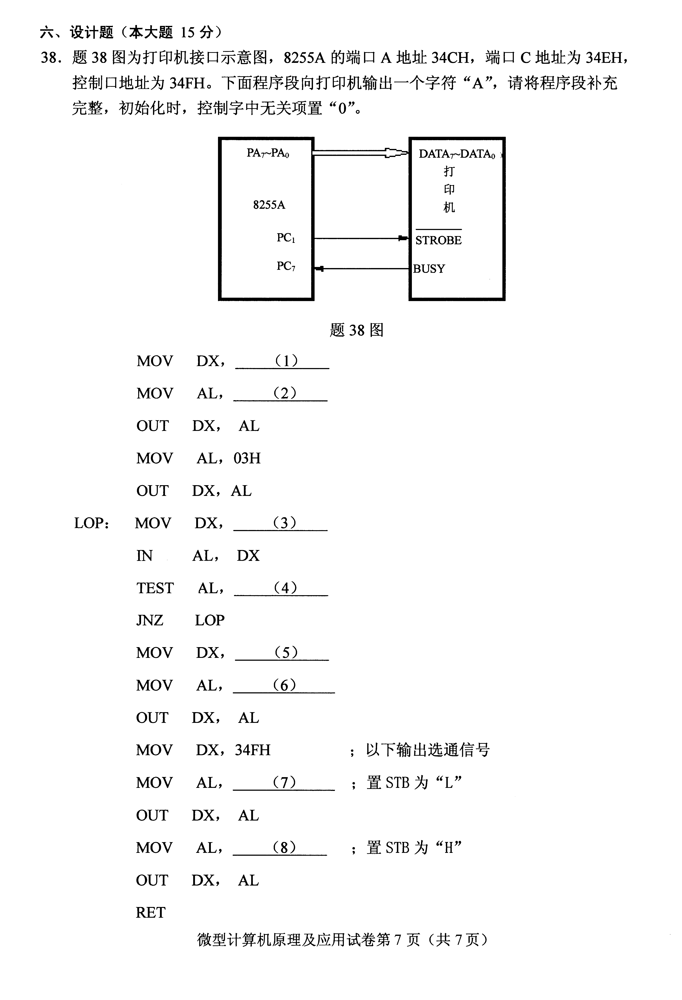 六、设计题（本大题 15 分）
38．题 38 图为打印机接口示意图，8255A 的端口 A 地址 34CH，端口 C 地址为 34EH，
控制口地址为 34FH。下面程序段向打印机输出一个字符“A”，请将程序段补充
完整，初始化时，控制字中无关项置“0”。
PA7~PA0
DATA7~DATA0
打
印
机
8255A
PC1
STROBE
PC7
BUSY
题 38 图
MOV DX，（1）
MOV AL，（2）
OUT DX， AL
MOV AL，03H
OUT DX，AL
LOP： MOV DX，（3）
IN AL， DX
TEST AL，（4）
JNZ LOP
MOV DX，（5）
MOV AL，（6）
OUT DX， AL
MOV DX，34FH ；以下输出选通信号
MOV AL，（7） ；置 STB 为“L”
OUT DX， AL
MOV AL，（8） ；置 STB 为“H”
OUT DX， AL
RET
微型计算机原理及应用试卷第 7 页（共 7 页）